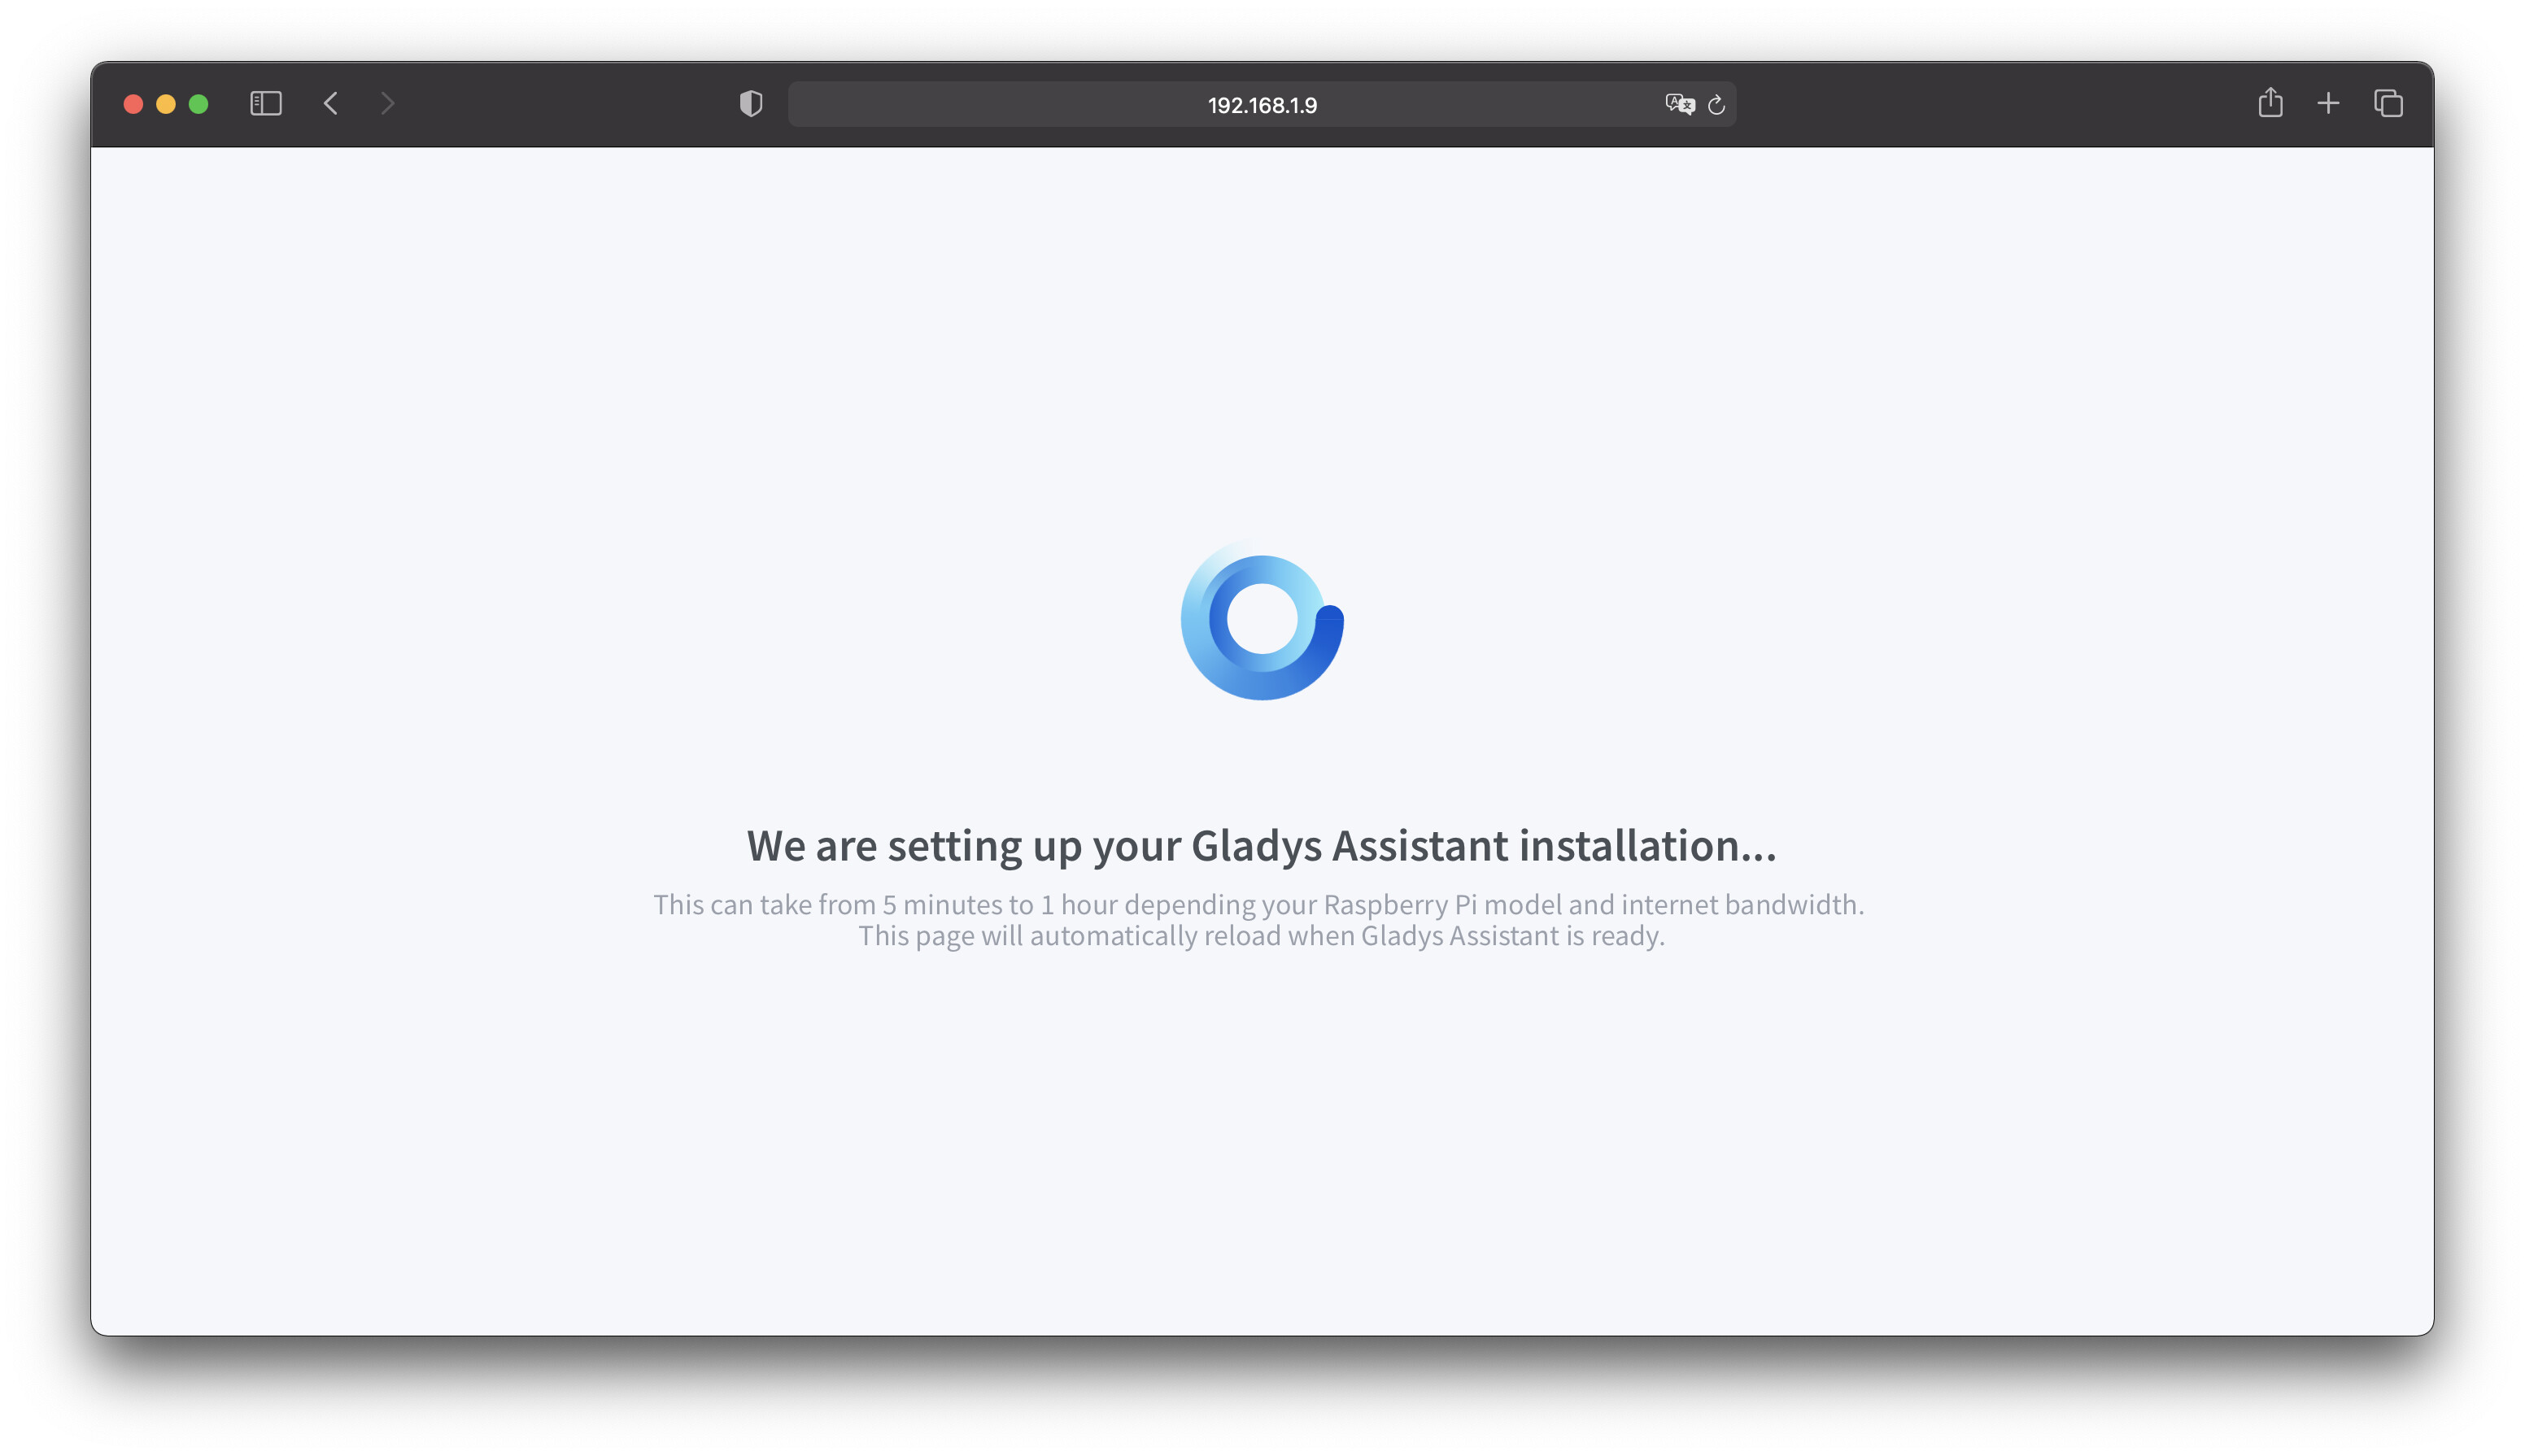 192.168.1.9
We are setting up your Gladys Assistant installation...
This can take from 5 minutes to 1 hour depending your Raspberry Pi model and internet bandwidth.
This page will automatically reload when Gladys Assistant is ready.